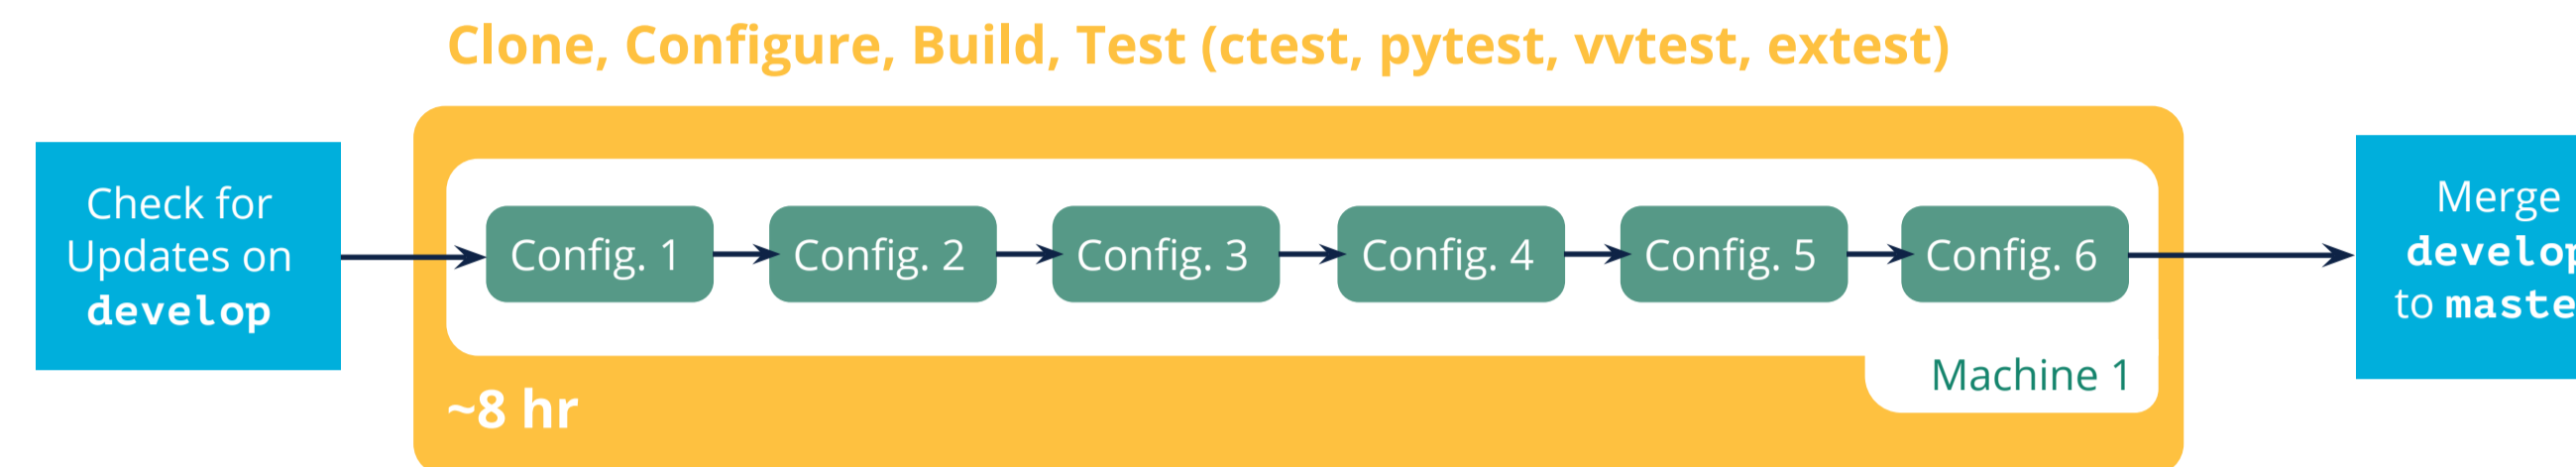 Clone, Configure, Build, Test (ctest, pytest, vvtest, extest)
Check for
Updates on
develop
Config. 1
Config. 2
Config. 3
Config. 4
Config. 5
Config. 6
Machine 1
~8 hr
Merge
to